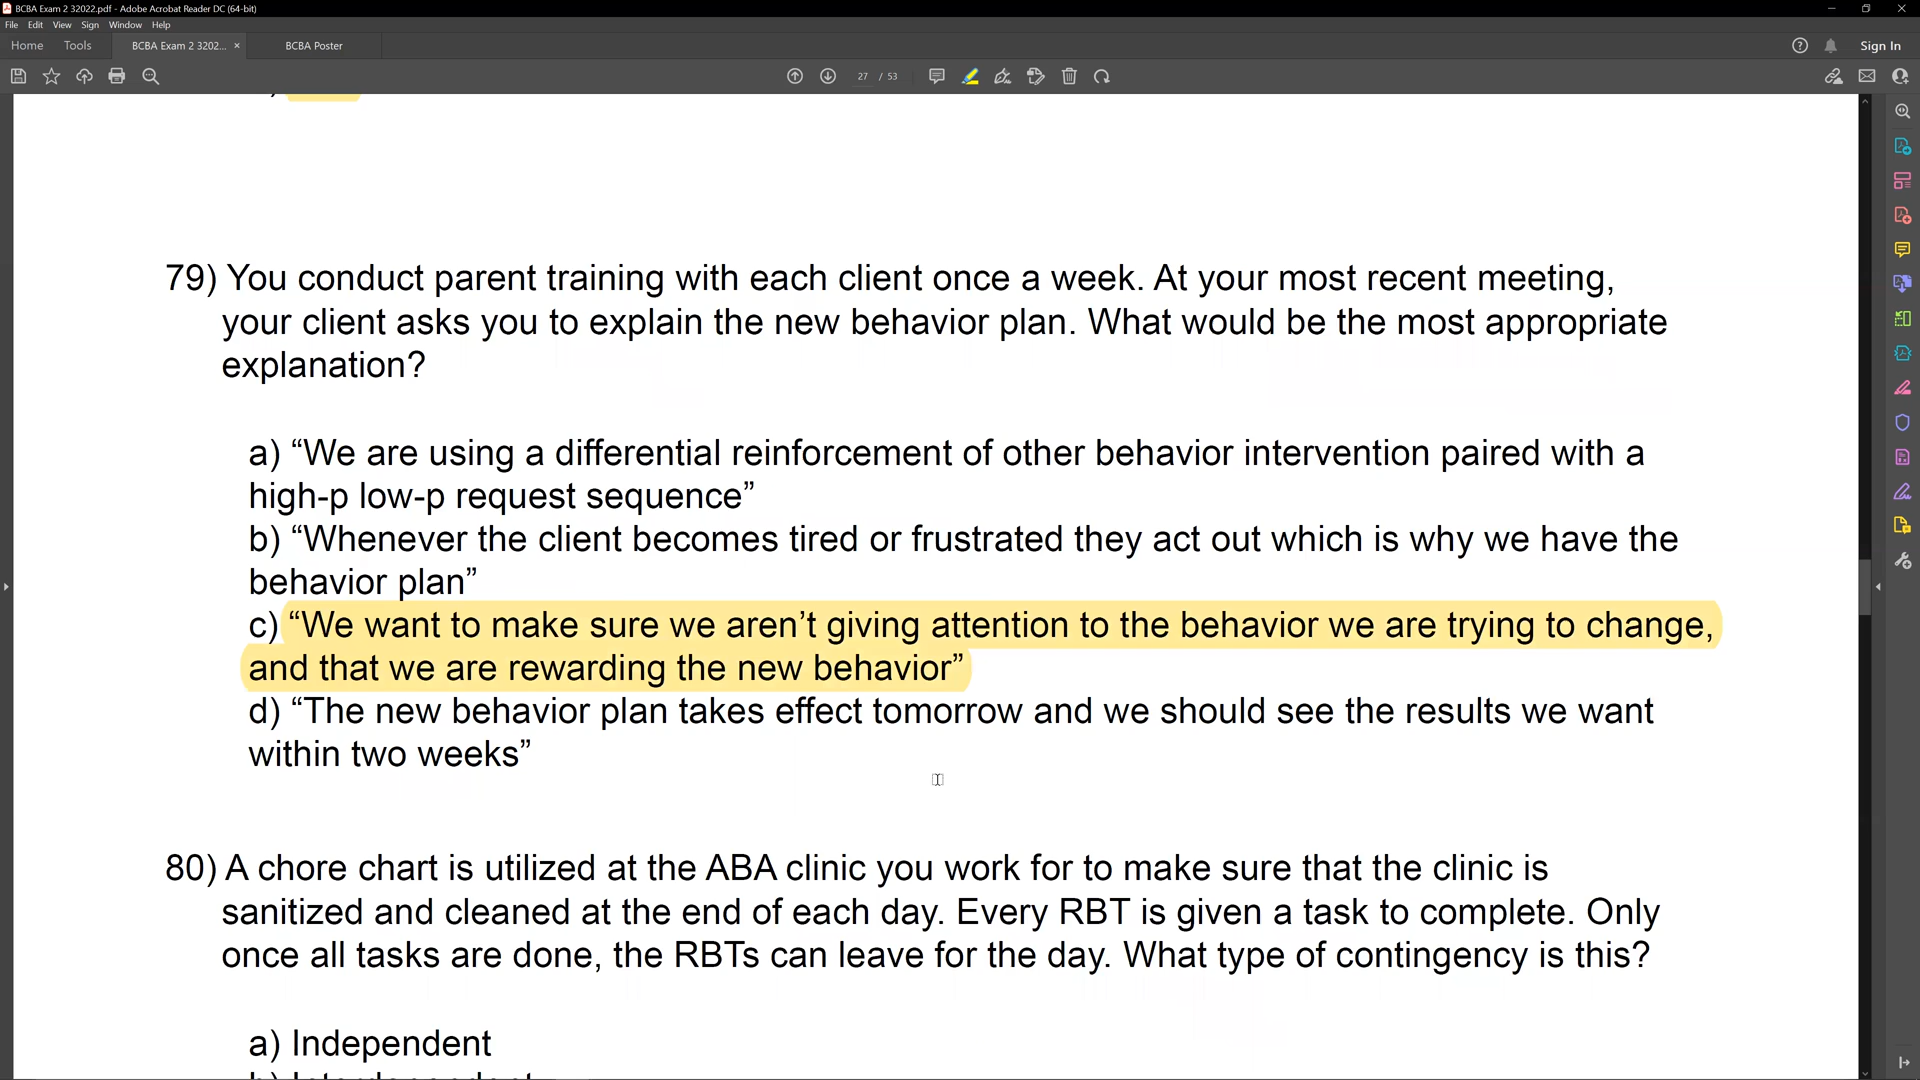 BCBA Exam 2 32022.pdf - Adobe Acrobat Reader DC (64-bit)
File Edit View Sign Window Help
Home Tools BCBA Exam 2 3202... × BCBA Poster Sign In
27 / 53
79) You conduct parent training with each client once a week. At your most recent meeting,
your client asks you to explain the new behavior plan. What would be the most appropriate
explanation?
a) “We are using a differential reinforcement of other behavior intervention paired with a
high-p low-p request sequence”
b) “Whenever the client becomes tired or frustrated they act out which is why we have the
behavior plan”
c) “We want to make sure we aren’t giving attention to the behavior we are trying to change,
and that we are rewarding the new behavior”
d) “The new behavior plan takes effect tomorrow and we should see the results we want
within two weeks”
80) A chore chart is utilized at the ABA clinic you work for to make sure that the clinic is
sanitized and cleaned at the end of each day. Every RBT is given a task to complete. Only
once all tasks are done, the RBTs can leave for the day. What type of contingency is this?
a) Independent